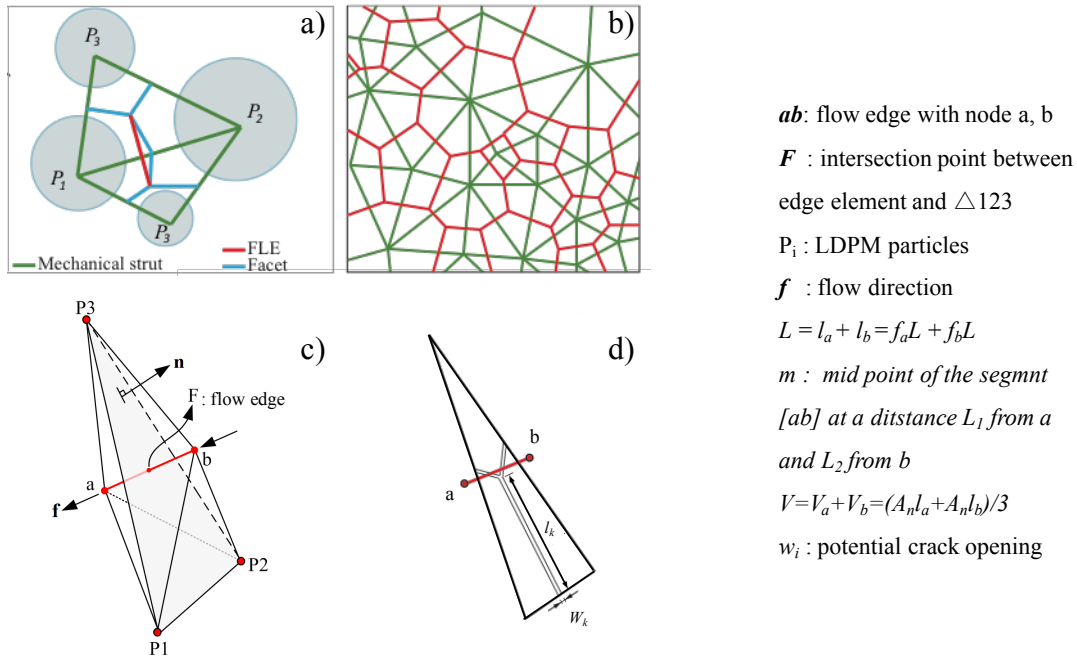 a)
P3
P2
P1
P3
Mechanical strut
FLE
Facet
b)
P3
c)
n
F : flow edge
b
a
f
P2
P1
d)
b
a
lk
Wk
ab: flow edge with node a, b
F : intersection point between
edge element and △123
Pi : LDPM particles
f : flow direction
L = la + lb = faL + fbL
m : mid point of the segmnt
[ab] at a ditstance L1 from a
and L2 from b
V=Va+Vb=(Anla+Anlb)/3
wi : potential crack opening